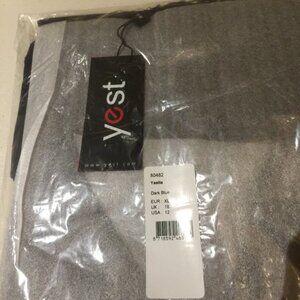 yest
www.yest.com
80482
Yaelle
Dark Blue
EUR : XL
UK : 16
USA : 12